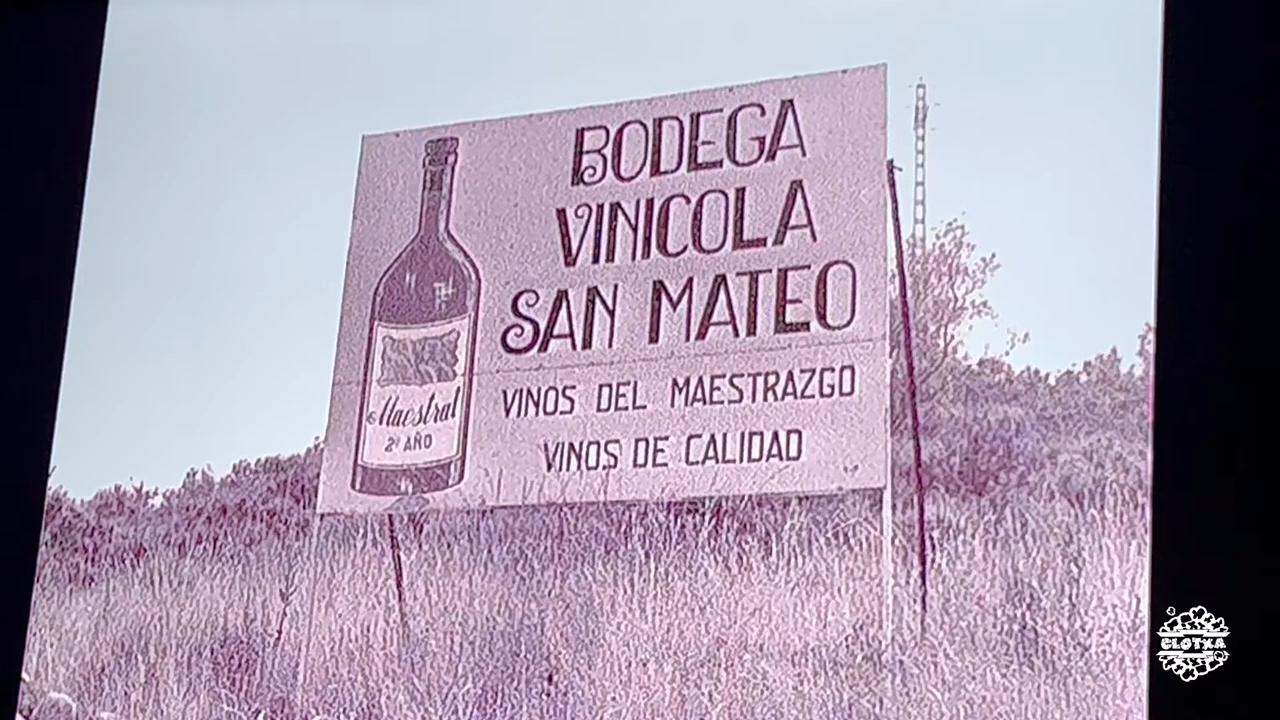 BODEGA
VINICOLA
SAN MATEO
VINOS DEL MAESTRAZGO
VINOS DE CALIDAD
Maestral
2º AÑO
CLOTXA